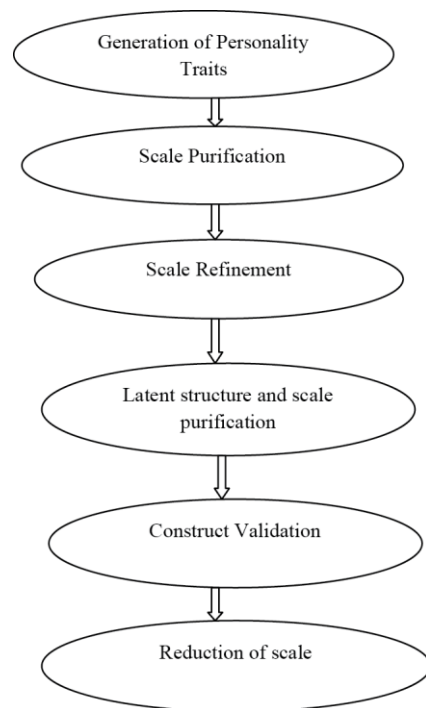 Generation of Personality
Traits
Scale Purification
Scale Refinement
Latent structure and scale
purification
Construct Validation
Reduction of scale